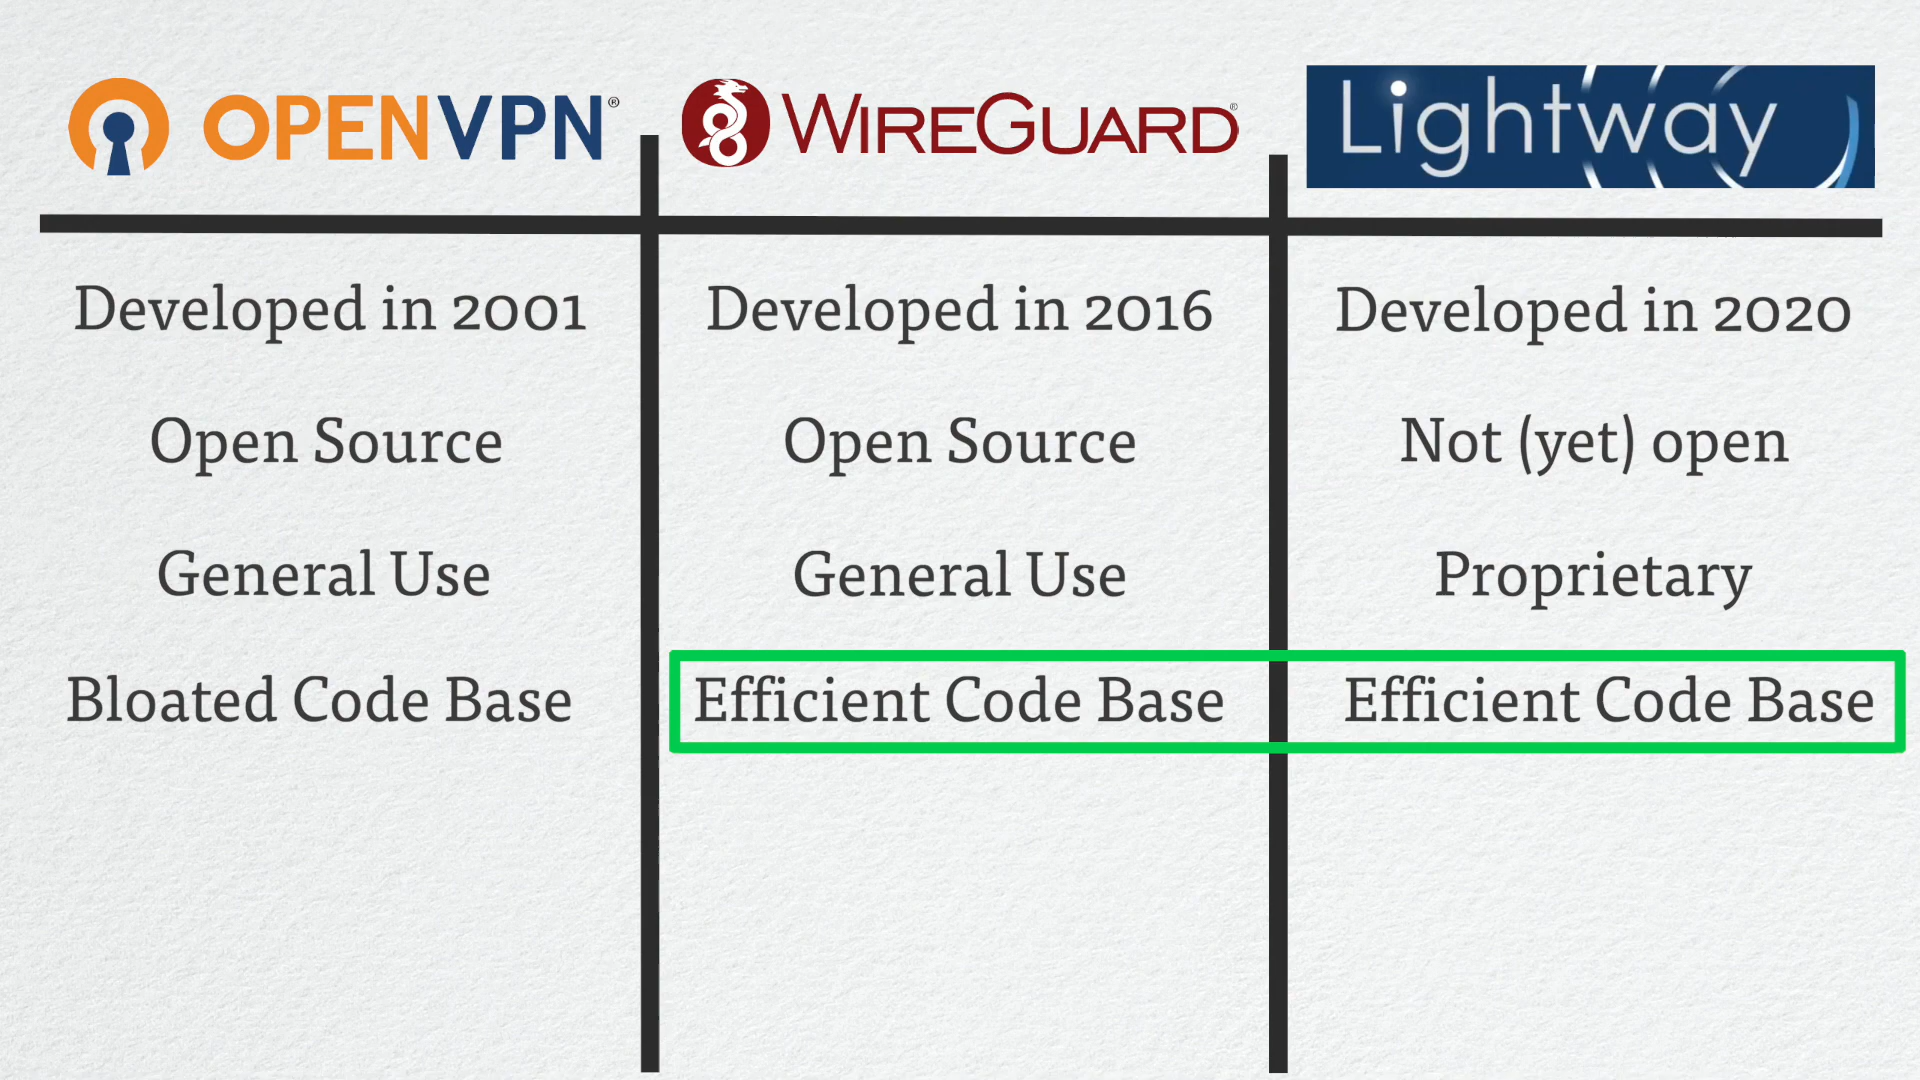 OPENVPN®
WIREGUARD®
Lightway
Developed in 2001
Developed in 2016
Developed in 2020
Open Source
Open Source
Not (yet) open
General Use
General Use
Proprietary
Bloated Code Base
Efficient Code Base
Efficient Code Base